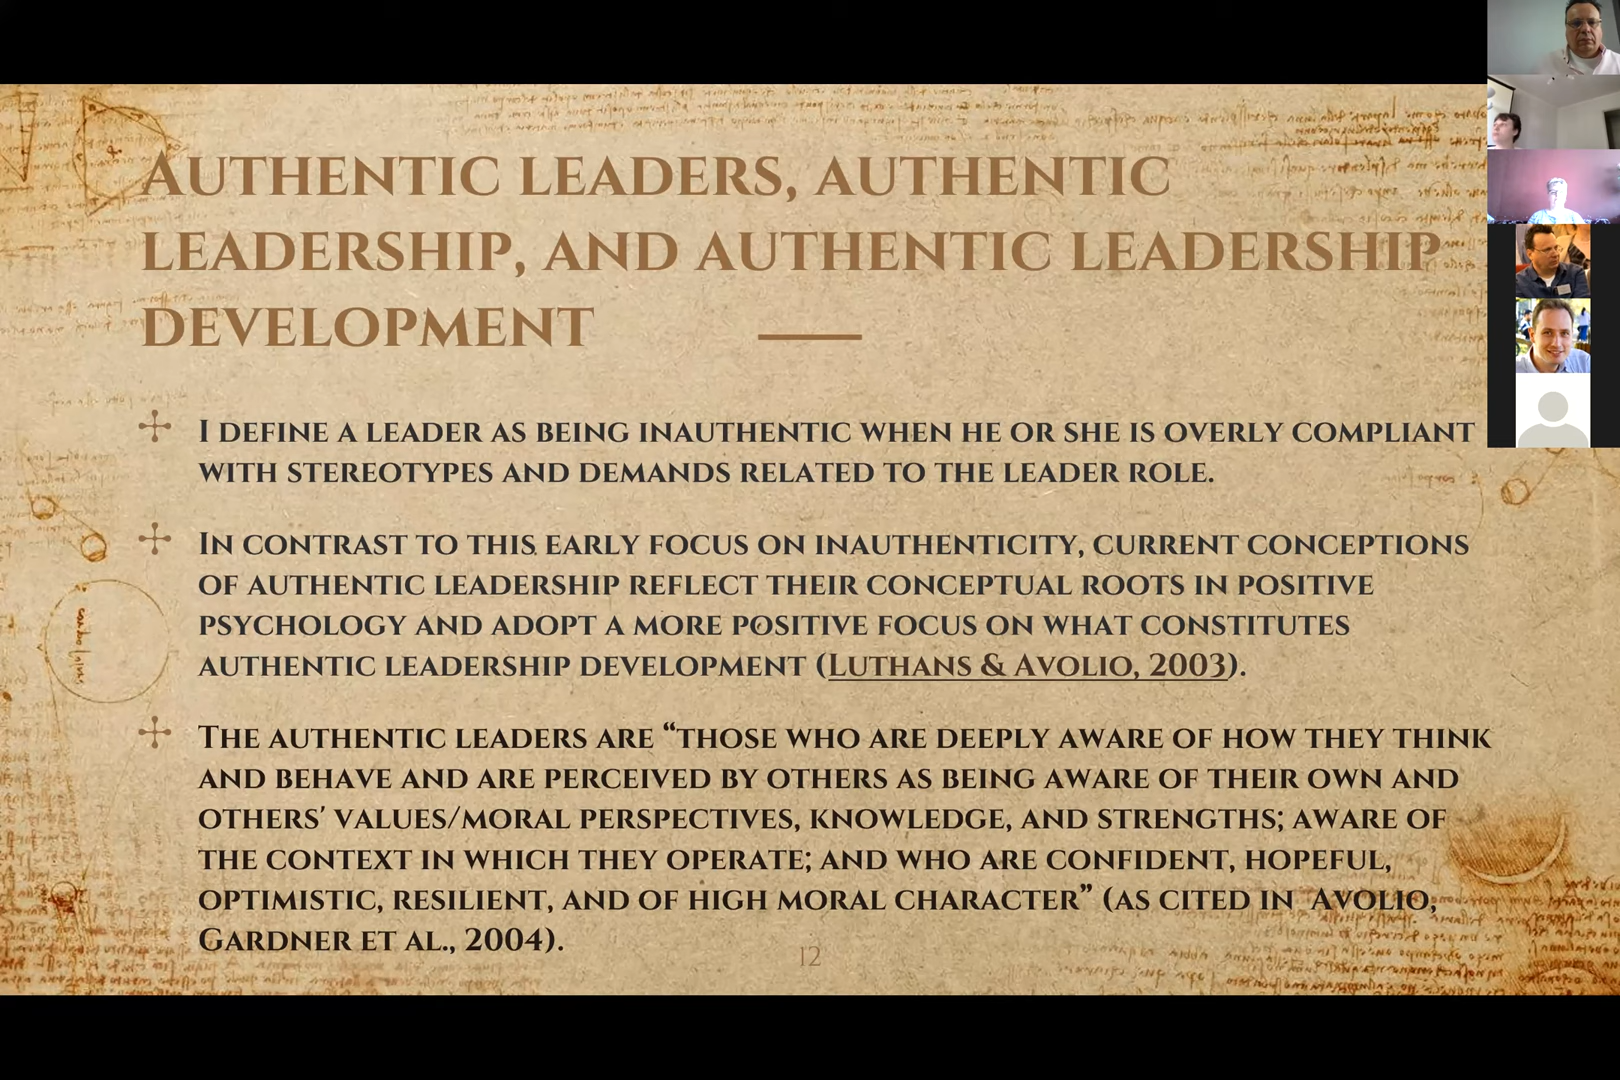 Authentic leaders, authentic
leadership, and authentic leadership
development
I define a leader as being inauthentic when he or she is overly compliant
with stereotypes and demands related to the leader role.
In contrast to this early focus on inauthenticity, current conceptions
of authentic leadership reflect their conceptual roots in positive
psychology and adopt a more positive focus on what constitutes
authentic leadership development (Luthans & Avolio, 2003).
The authentic leaders are “those who are deeply aware of how they think
and behave and are perceived by others as being aware of their own and
others’ values/moral perspectives, knowledge, and strengths; aware of
the context in which they operate; and who are confident, hopeful,
optimistic, resilient, and of high moral character” (as cited in Avolio,
Gardner et al., 2004).
12